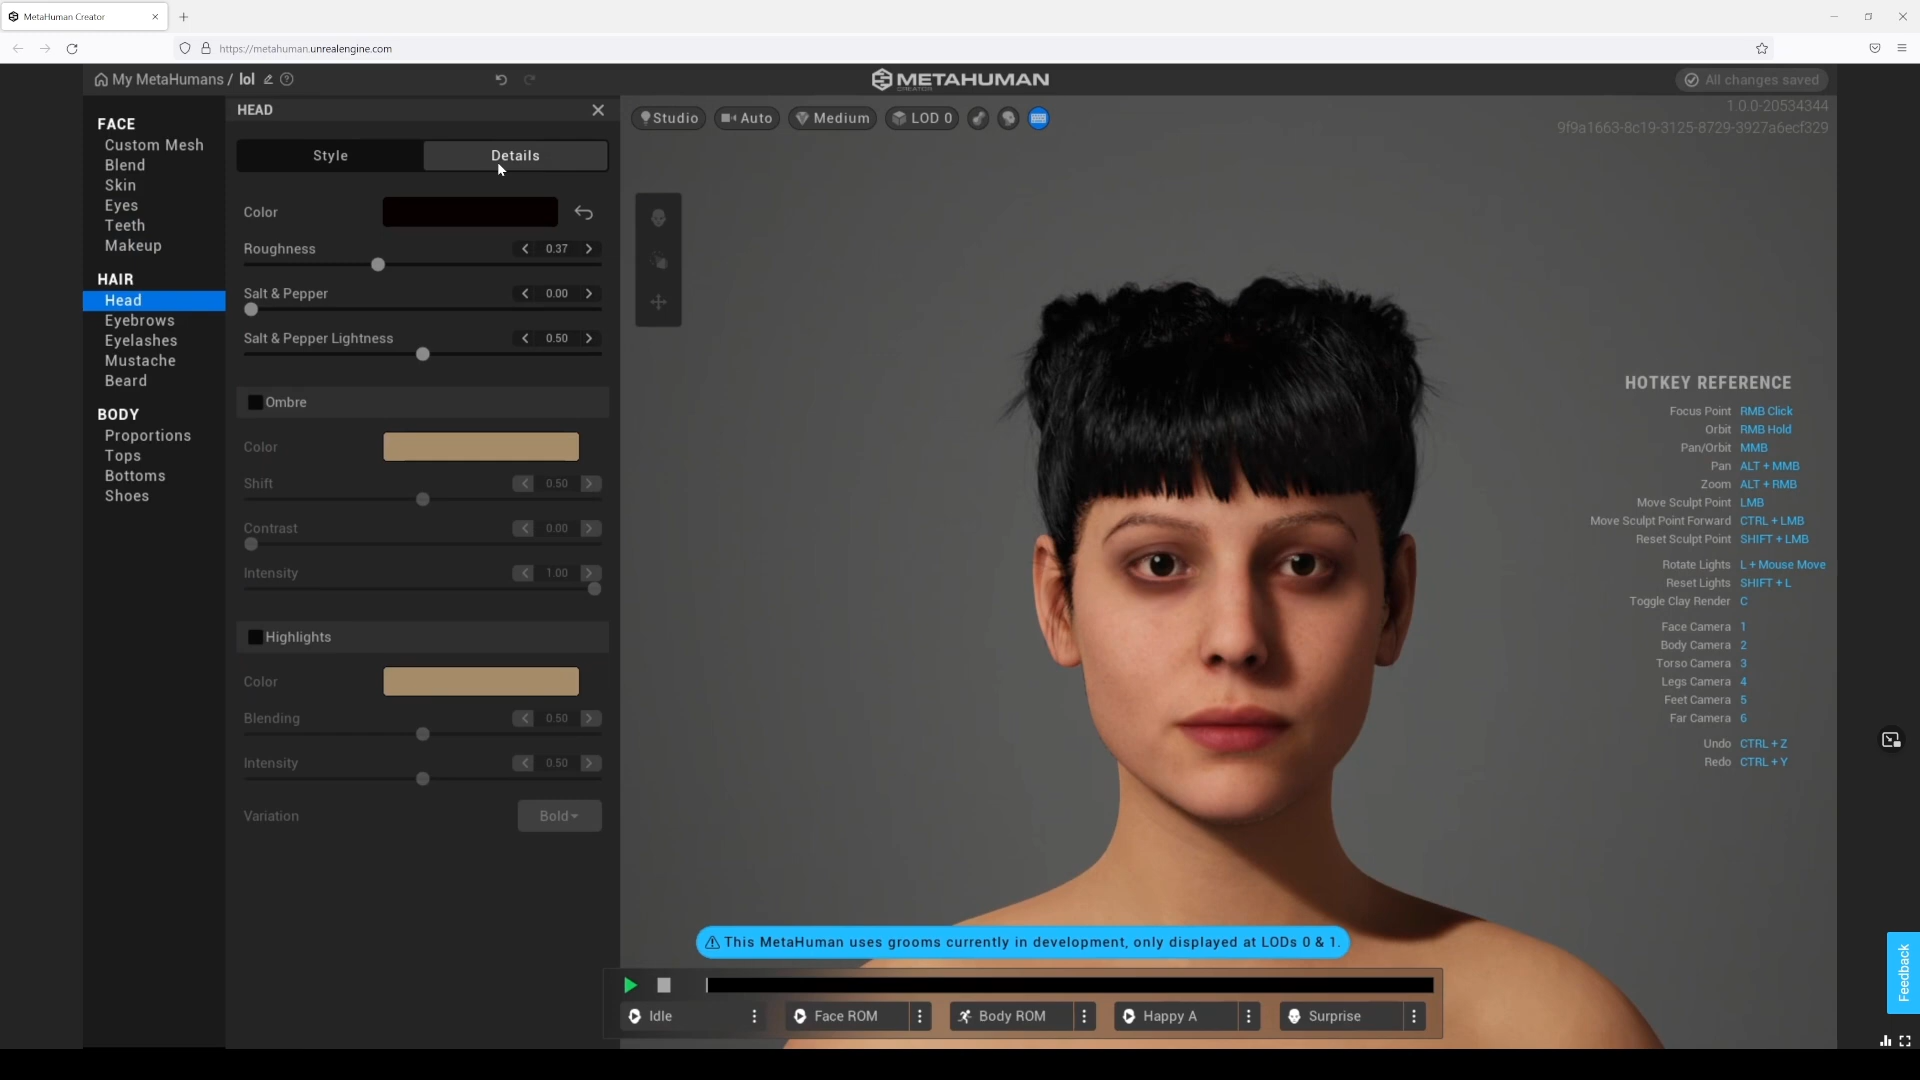 MetaHuman Creator
https://metahuman.unrealengine.com
My MetaHumans / lol
METAHUMAN
CREATOR
All changes saved
1.0.0-20534344
9f9a1663-8c19-3125-8729-3927a6ecf329
FACE
Custom Mesh
Blend
Skin
Eyes
Teeth
Makeup
HAIR
Head
Eyebrows
Eyelashes
Mustache
Beard
BODY
Proportions
Tops
Bottoms
Shoes
HEAD
Style
Details
Color
Roughness 0.37
Salt & Pepper 0.00
Salt & Pepper Lightness 0.50
Ombre
Color
Shift 0.50
Contrast 0.00
Intensity 1.00
Highlights
Color
Blending 0.50
Intensity 0.50
Variation Bold
Studio
Auto
Medium
LOD 0
HOTKEY REFERENCE
Focus Point RMB Click
Orbit RMB Hold
Pan/Orbit MMB
Pan ALT + MMB
Zoom ALT + RMB
Move Sculpt Point LMB
Move Sculpt Point Forward CTRL + LMB
Reset Sculpt Point SHIFT + LMB
Rotate Lights L + Mouse Move
Reset Lights SHIFT + L
Toggle Clay Render C
Face Camera 1
Body Camera 2
Torso Camera 3
Legs Camera 4
Feet Camera 5
Far Camera 6
Undo CTRL + Z
Redo CTRL + Y
This MetaHuman uses grooms currently in development, only displayed at LODs 0 & 1.
Idle
Face ROM
Body ROM
Happy A
Surprise
Feedback